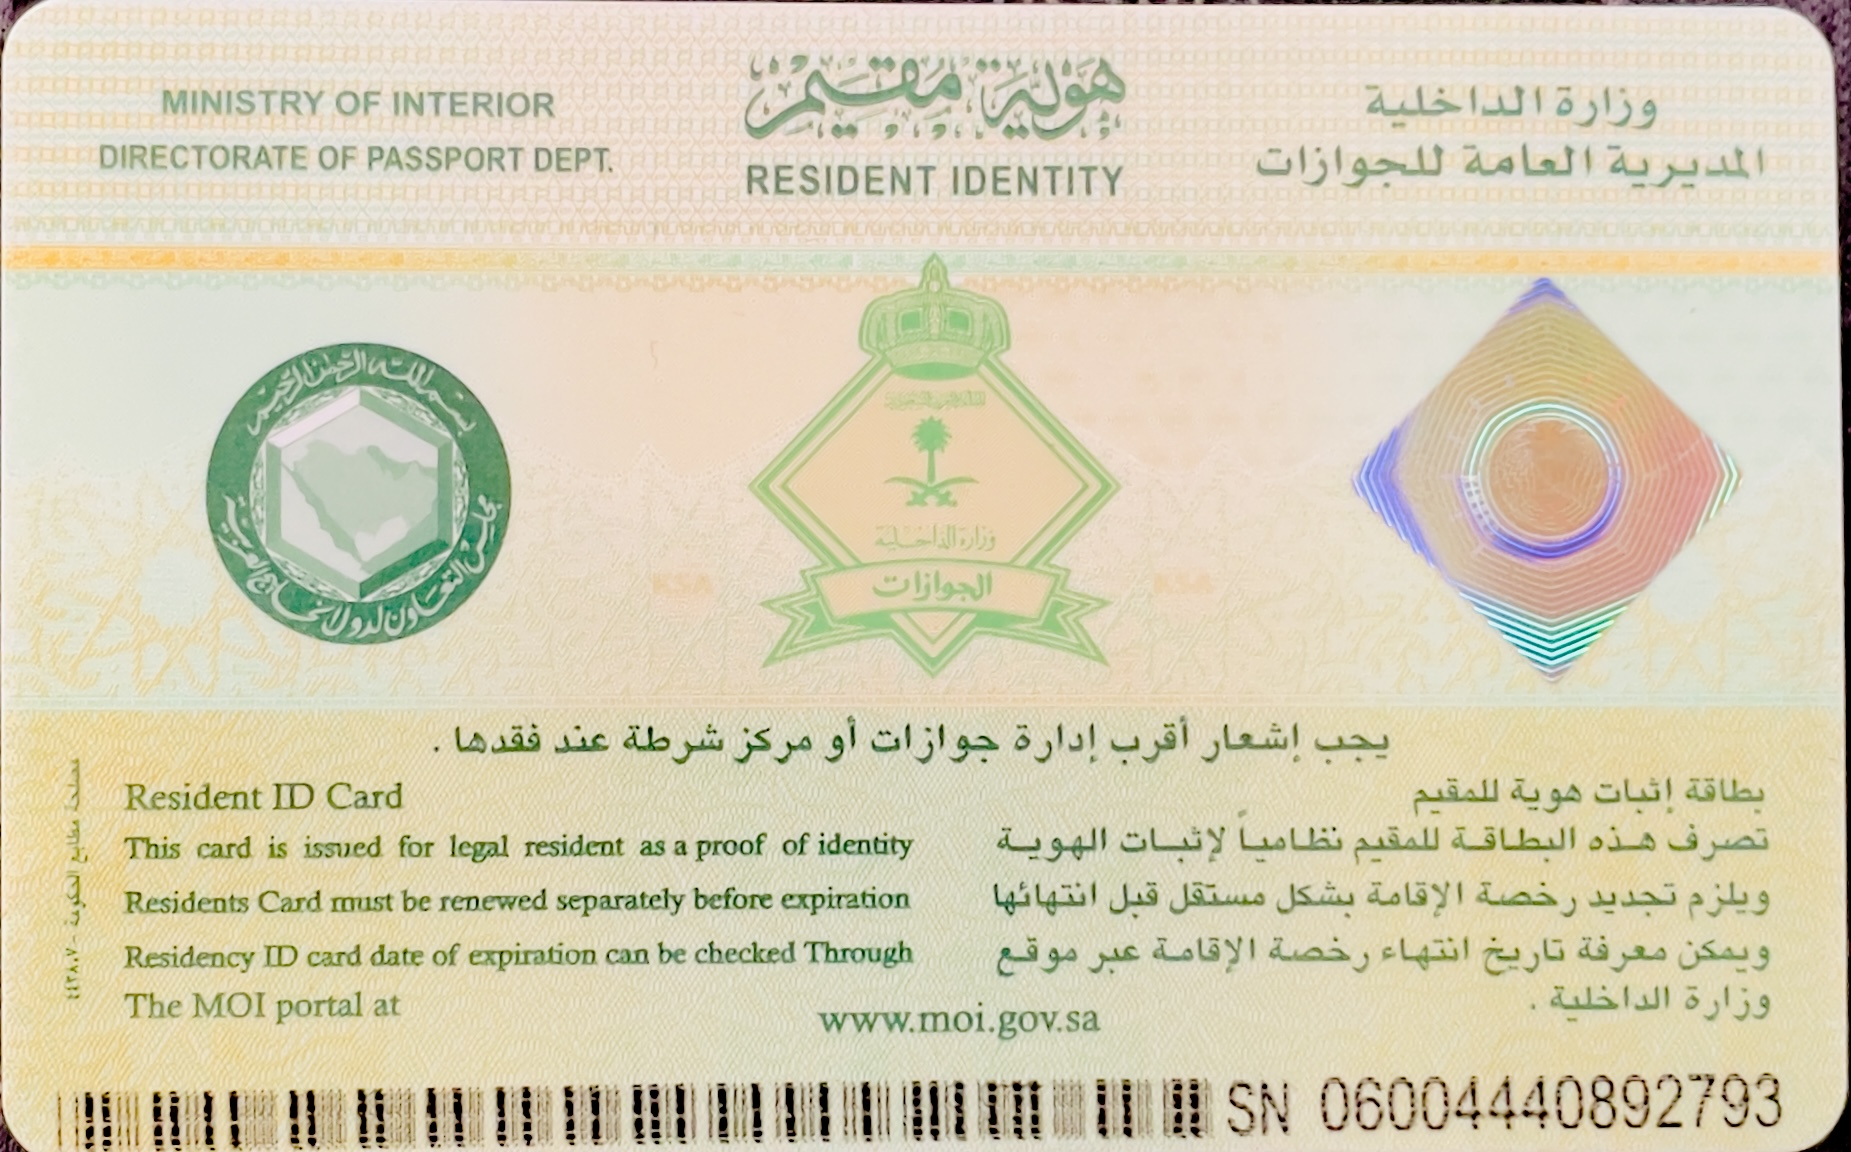 MINISTRY OF INTERIOR
DIRECTORATE OF PASSPORT DEPT.
هوية مقيم
RESIDENT IDENTITY
وزارة الداخلية
المديرية العامة للجوازات
بسم الله الرحمن الرحيم
مجلس التعاون لدول الخليج العربية
المملكة العربية السعودية
وزارة الداخلية
الجوازات
KSA
KSA
يجب إشعار أقرب إدارة جوازات أو مركز شرطة عند فقدها .
Resident ID Card
This card is issued for legal resident as a proof of identity
Residents Card must be renewed separately before expiration
Residency ID card date of expiration can be checked Through
The MOI portal at
www.moi.gov.sa
بطاقة إثبات هوية للمقيم
تصرف هذه البطاقة للمقيم نظامياً لإثبات الهوية
ويلزم تجديد رخصة الإقامة بشكل مستقل قبل انتهائها
ويمكن معرفة تاريخ انتهاء رخصة الإقامة عبر موقع
وزارة الداخلية .
مصلحة مطابع الحكومة
SN 06004440892793